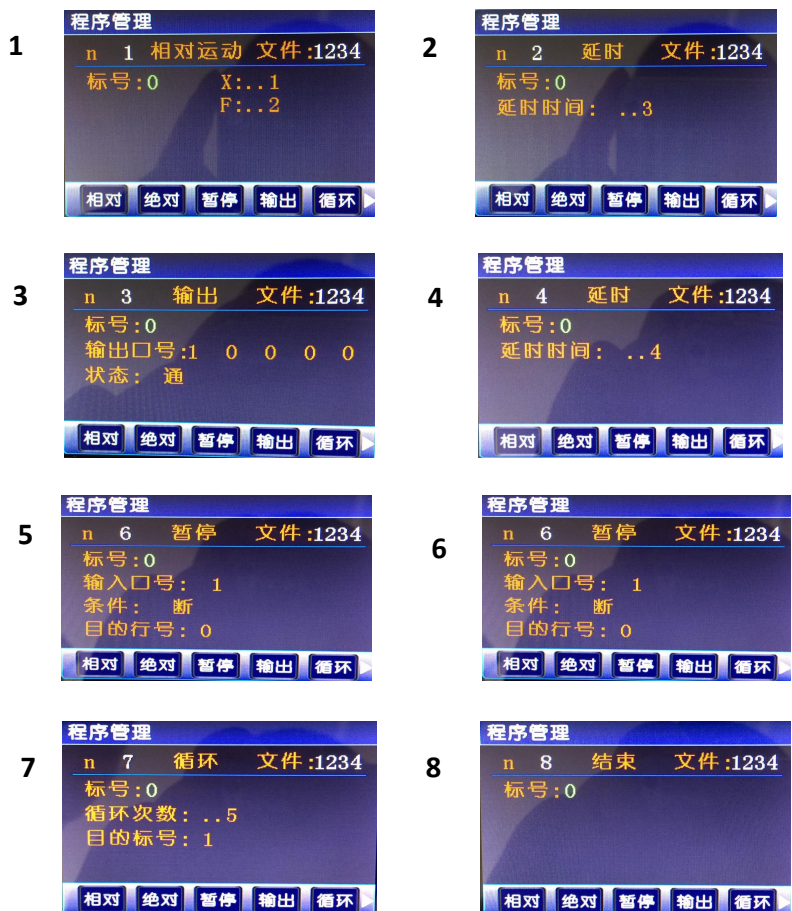 1
程序管理
n 1 相对运动 文件:1234
标号:0 X:..1
F:..2
相对 绝对 暂停 输出 循环
2
程序管理
n 2 延时 文件:1234
标号:0
延时时间: ..3
相对 绝对 暂停 输出 循环
3
程序管理
n 3 输出 文件:1234
标号:0
输出口号:1 0 0 0 0
状态: 通
相对 绝对 暂停 输出 循环
4
程序管理
n 4 延时 文件:1234
标号:0
延时时间: ..4
相对 绝对 暂停 输出 循环
5
程序管理
n 6 暂停 文件:1234
标号:0
输入口号: 1
条件: 断
目的行号: 0
相对 绝对 暂停 输出 循环
6
程序管理
n 6 暂停 文件:1234
标号:0
输入口号: 1
条件: 断
目的行号: 0
相对 绝对 暂停 输出 循环
7
程序管理
n 7 循环 文件:1234
标号:0
循环次数: ..5
目的标号: 1
相对 绝对 暂停 输出 循环
8
程序管理
n 8 结束 文件:1234
标号:0
相对 绝对 暂停 输出 循环